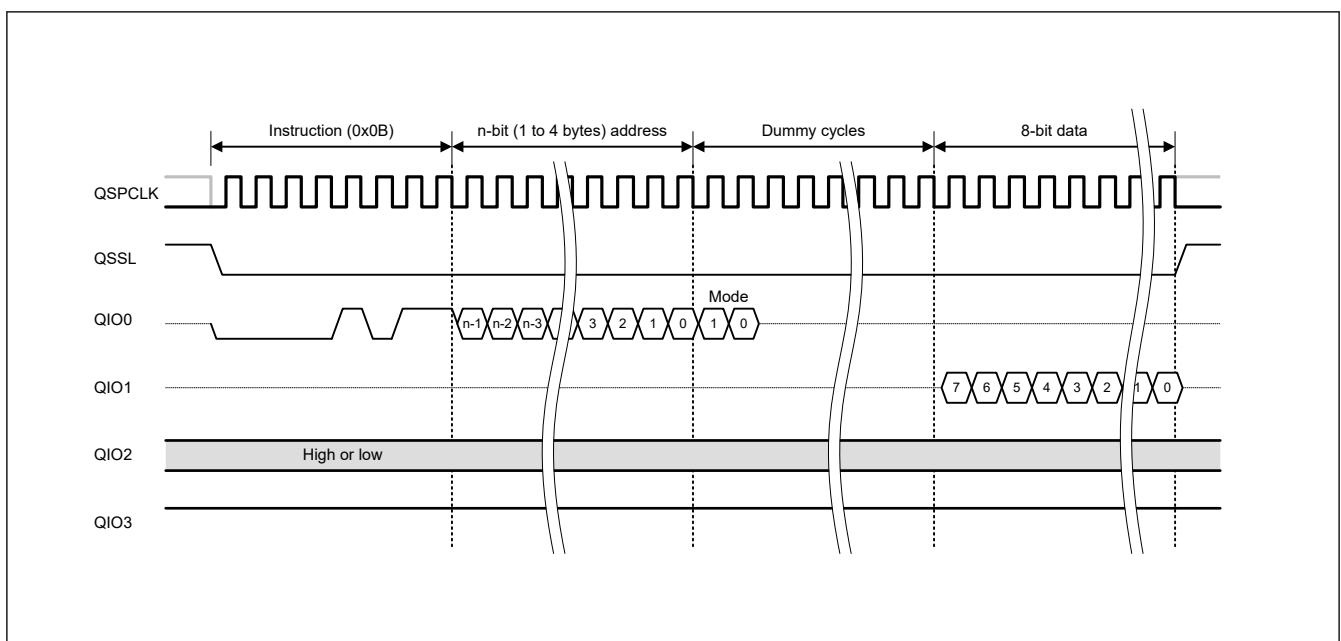 Instruction (0x0B) n-bit (1 to 4 bytes) address Dummy cycles 8-bit data
QSPCLK
QSSL
Mode
QIO0 n-1 n-2 n-3 3 2 1 0 1 0
QIO1 7 6 5 4 3 2 1 0
QIO2 High or low
QIO3